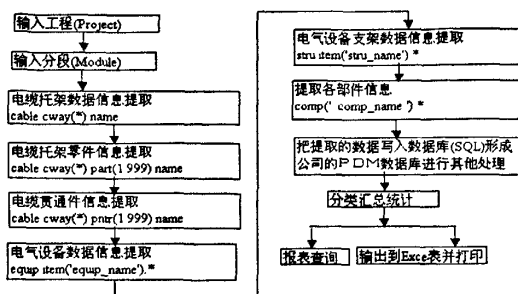 输入工程(Project)
输入分段(Module)
电缆托架数据信息提取
cable cway(*) name
电缆托架零件信息提取
cable cway(*) part(1 999) name
电缆贯通件信息提取
cable cway(*) pntr(1 999) name
电气设备数据信息提取
equip item('equip_name').*
电气设备支架数据信息提取
stru item('stru_name') *
提取各部件信息
comp(' comp_name ') *
把提取的数据写入数据库(SQL)形成
公司的PDM数据库进行其他处理
分类汇总统计
报表查询
输出到Exce表并打印